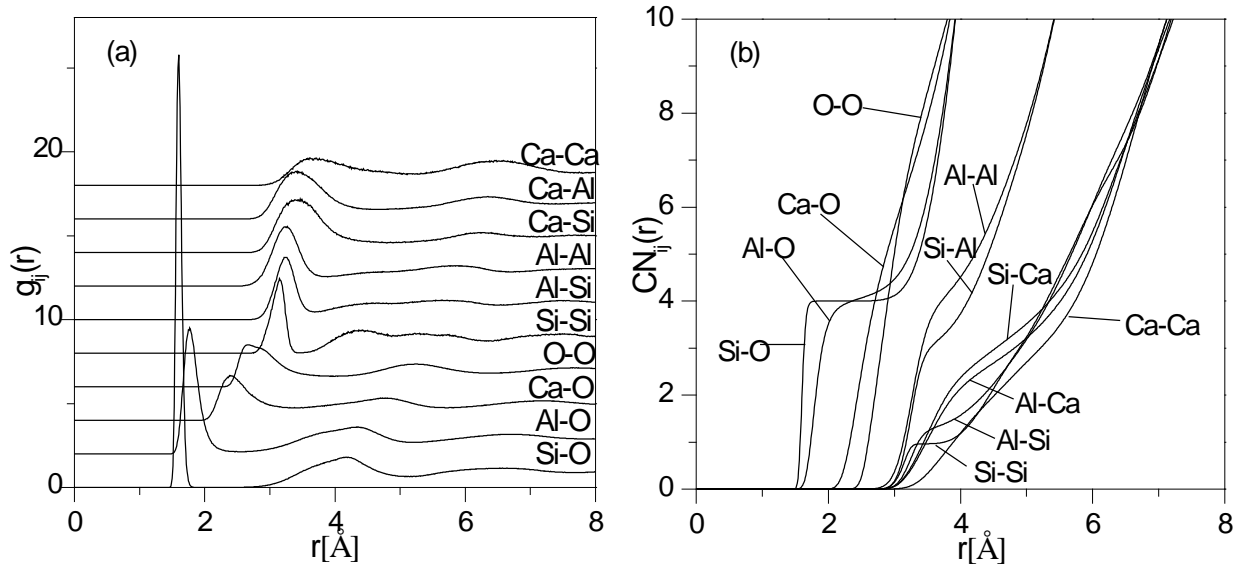 (a)
g_ij(r)
20
10
0
Ca-Ca
Ca-Al
Ca-Si
Al-Al
Al-Si
Si-Si
O-O
Ca-O
Al-O
Si-O
0 2 4 6 8
r[Å]
(b)
CN_ij(r)
10
8
6
4
2
0
O-O
Al-Al
Ca-O
Al-O
Si-Al
Si-Ca
Si-O
Ca-Ca
Al-Ca
Al-Si
Si-Si
0 2 4 6 8
r[Å]